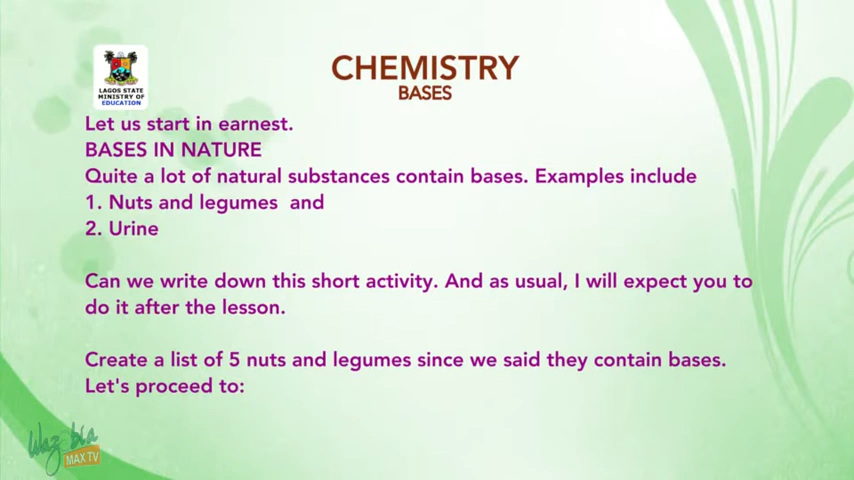 CHEMISTRY
BASES
LAGOS STATE
MINISTRY OF
EDUCATION
Let us start in earnest.
BASES IN NATURE
Quite a lot of natural substances contain bases. Examples include
1. Nuts and legumes and
2. Urine
Can we write down this short activity. And as usual, I will expect you to
do it after the lesson.
Create a list of 5 nuts and legumes since we said they contain bases.
Let's proceed to:
Wazobia
MAX TV